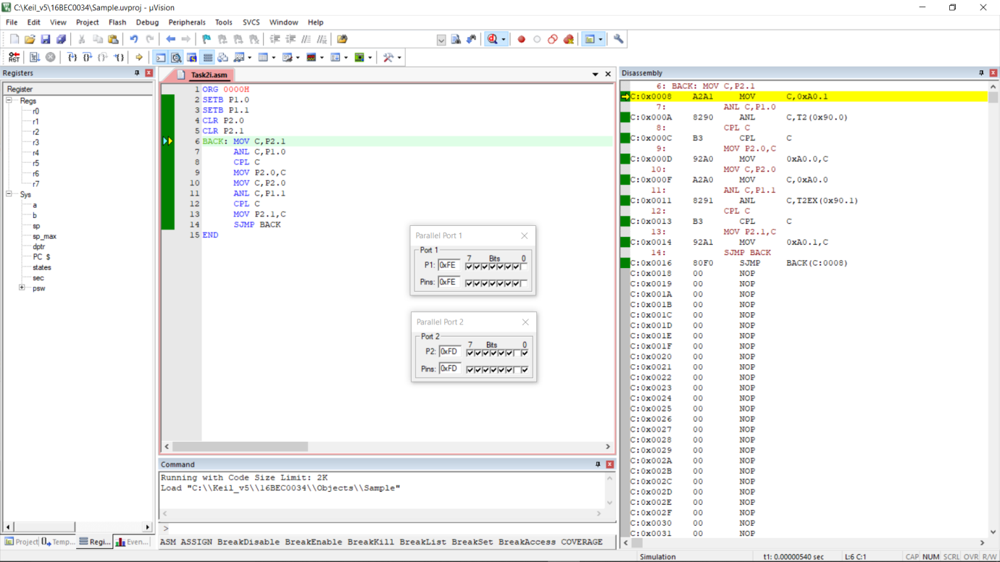 C:\Keil_v5\16BEC0034\Sample.uvproj - µVision
File Edit View Project Flash Debug Peripherals Tools SVCS Window Help
RST
Registers
Register
Regs
r0
r1
r2
r3
r4
r5
r6
r7
Sys
a
b
sp
sp_max
dptr
PC $
states
sec
psw
Project Temp... Regi... Even...
Task2i.asm
1 ORG 0000H
2 SETB P1.0
3 SETB P1.1
4 CLR P2.0
5 CLR P2.1
6 BACK: MOV C,P2.1
7 ANL C,P1.0
8 CPL C
9 MOV P2.0,C
10 MOV C,P2.0
11 ANL C,P1.1
12 CPL C
13 MOV P2.1,C
14 SJMP BACK
15 END
Parallel Port 1
Port 1
7 Bits 0
P1: 0xFE
Pins: 0xFE
Parallel Port 2
Port 2
7 Bits 0
P2: 0xFD
Pins: 0xFD
Command
Running with Code Size Limit: 2K
Load "C:\\Keil_v5\\16BEC0034\\Objects\\Sample"
>
ASM ASSIGN BreakDisable BreakEnable BreakKill BreakList BreakSet BreakAccess COVERAGE
Disassembly
6: BACK: MOV C,P2.1
C:0x0008 A2A1 MOV C,0xA0.1
7: ANL C,P1.0
C:0x000A 8290 ANL C,T2(0x90.0)
8: CPL C
C:0x000C B3 CPL C
9: MOV P2.0,C
C:0x000D 92A0 MOV 0xA0.0,C
10: MOV C,P2.0
C:0x000F A2A0 MOV C,0xA0.0
11: ANL C,P1.1
C:0x0011 8291 ANL C,T2EX(0x90.1)
12: CPL C
C:0x0013 B3 CPL C
13: MOV P2.1,C
C:0x0014 92A1 MOV 0xA0.1,C
14: SJMP BACK
C:0x0016 80F0 SJMP BACK(C:0008)
C:0x0018 00 NOP
C:0x0019 00 NOP
C:0x001A 00 NOP
C:0x001B 00 NOP
C:0x001C 00 NOP
C:0x001D 00 NOP
C:0x001E 00 NOP
C:0x001F 00 NOP
C:0x0020 00 NOP
C:0x0021 00 NOP
C:0x0022 00 NOP
C:0x0023 00 NOP
C:0x0024 00 NOP
C:0x0025 00 NOP
C:0x0026 00 NOP
C:0x0027 00 NOP
C:0x0028 00 NOP
C:0x0029 00 NOP
C:0x002A 00 NOP
C:0x002B 00 NOP
C:0x002C 00 NOP
C:0x002D 00 NOP
C:0x002E 00 NOP
C:0x002F 00 NOP
C:0x0030 00 NOP
C:0x0031 00 NOP
Simulation t1: 0.00000540 sec L:6 C:1 CAP NUM SCRL OVR R/W